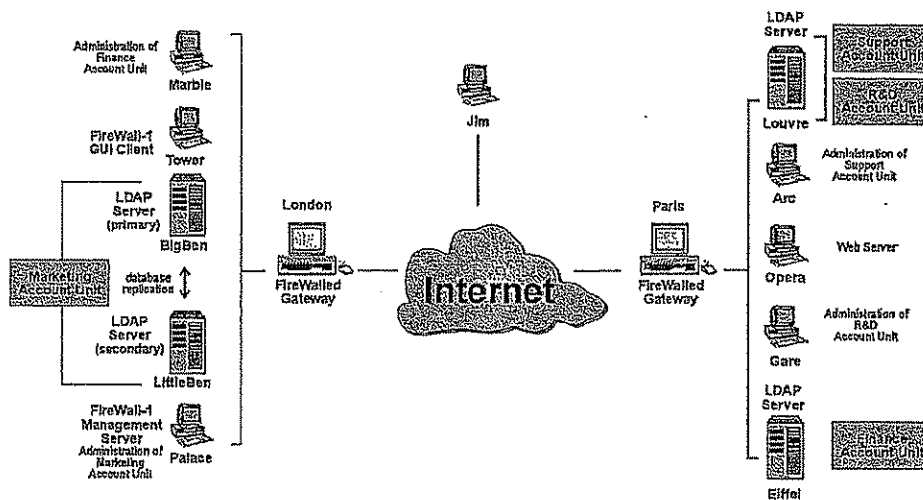 Administration of
Finance
Account Unit
Marble
FireWall-1
GUI Client
Tower
LDAP
Server
(primary)
BigBen
Marketing
Account Unit
database
replication
LDAP
Server
(secondary)
LittleBen
FireWall-1
Management
Server
Administration of
Marketing
Account Unit
Palace
London
FireWalled
Gateway
Jim
Internet
Paris
FireWalled
Gateway
LDAP
Server
Louvre
Support
Account Unit
R&D
Account Unit
Arc
Administration of
Support
Account Unit
Opera
Web Server
Gare
Administration of
R&D
Account Unit
LDAP
Server
Eiffel
Finance
Account Unit